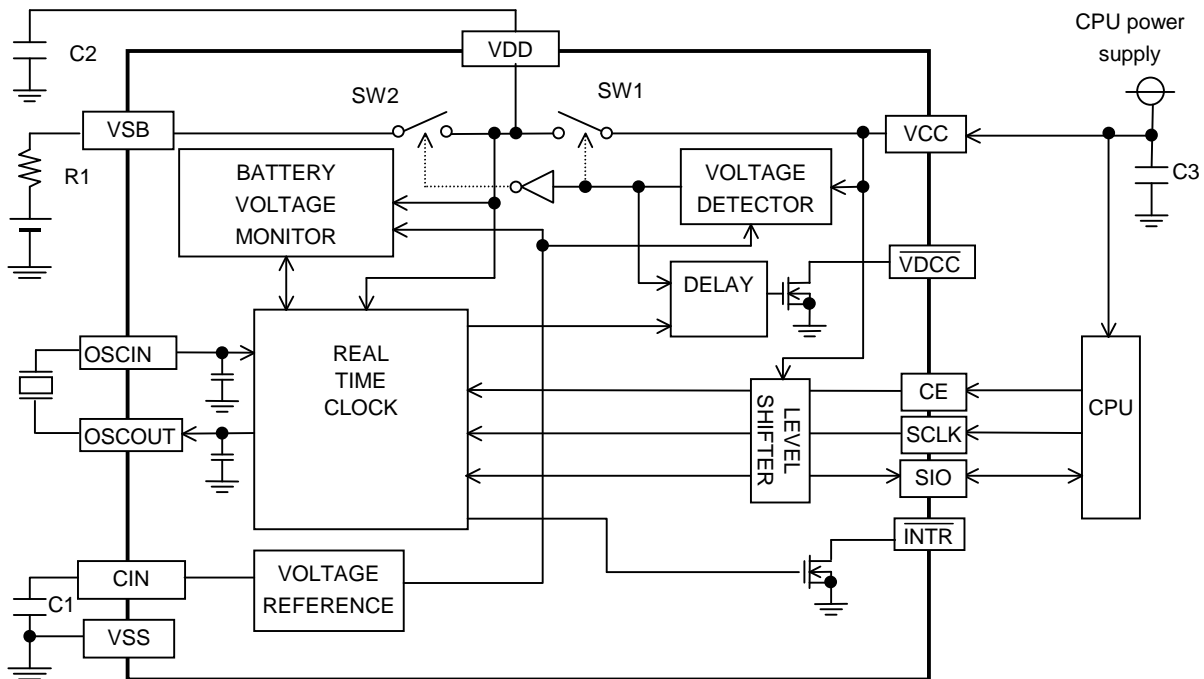 CPU power
supply
C2
VDD
SW2
SW1
VSB
VCC
R1
C3
BATTERY
VOLTAGE
MONITOR
VOLTAGE
DETECTOR
VDCC
DELAY
OSCIN
REAL
TIME
CLOCK
OSCOUT
LEVEL
SHIFTER
CE
SCLK
SIO
CPU
INTR
CIN
C1
VSS
VOLTAGE
REFERENCE